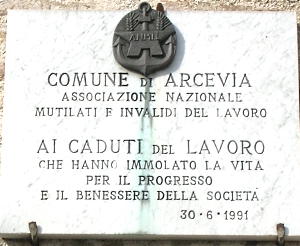 ANMIL
COMUNE DI ARCEVIA
ASSOCIAZIONE NAZIONALE
MUTILATI E INVALIDI DEL LAVORO
AI CADUTI DEL LAVORO
CHE HANNO IMMOLATO LA VITA
PER IL PROGRESSO
E IL BENESSERE DELLA SOCIETÀ
30-6-1991